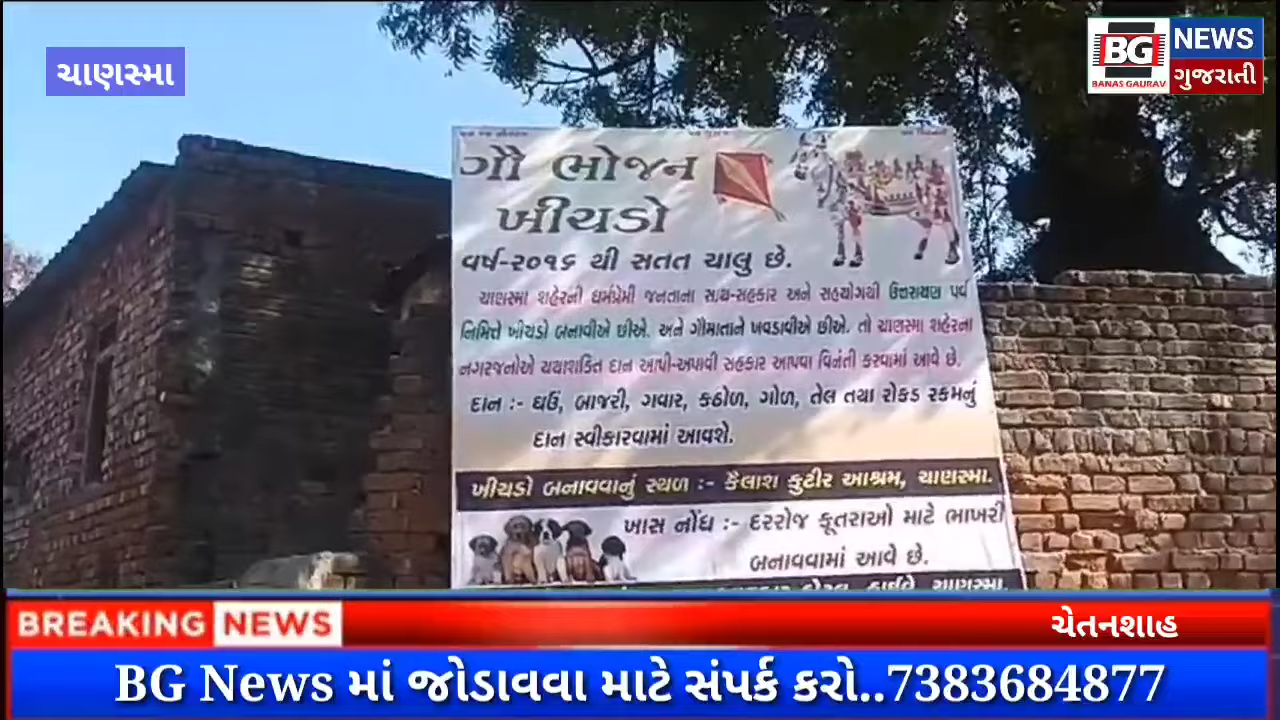 ચાણસ્મા
BG
BANAS GAURAV
NEWS
ગુજરાતી
ગૌ ભોજન
ખીચડો
વર્ષ-૨૦૧૬ થી સતત ચાલુ છે.
ચાણસ્મા શહેરની ધર્મપ્રેમી જનતાના સાથ-સહકાર અને સહયોગથી ઉત્તરાયણ પર્વ
નિમિત્તે ખીચડો બનાવીએ છીએ. અને ગૌમાતાને ખવડાવીએ છીએ. તો ચાણસ્મા શહેરના
નગરજનોએ યથાશક્તિ દાન આપી-અપાવી સહકાર આપવા વિનંતી કરવામાં આવે છે.
દાન :- ઘઉં, બાજરી, ગવાર, કઠોળ, ગોળ, તેલ તથા રોકડ રકમનું
દાન સ્વીકારવામાં આવશે.
ખીચડો બનાવવાનું સ્થળ :- કૈલાશ કુટીર આશ્રમ, ચાણસ્મા.
ખાસ નોંધ :- દરરોજ કૂતરાઓ માટે ભાખરી
બનાવવામાં આવે છે.
હાઈવે ચાણસ્મા.
BREAKING NEWS
ચેતનશાહ
BG News માં જોડાવવા માટે સંપર્ક કરો..7383684877